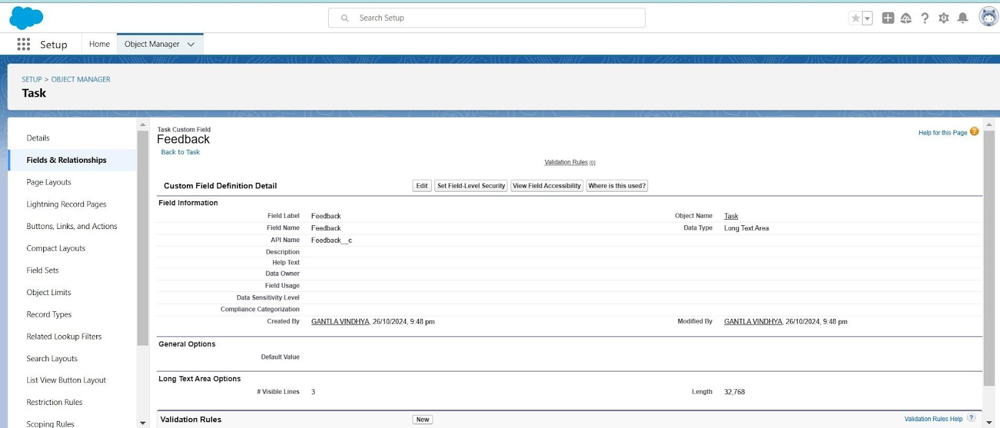 Search Setup
Setup
Home
Object Manager
SETUP > OBJECT MANAGER
Task
Details
Fields & Relationships
Page Layouts
Lightning Record Pages
Buttons, Links, and Actions
Compact Layouts
Field Sets
Object Limits
Record Types
Related Lookup Filters
Search Layouts
List View Button Layout
Restriction Rules
Scoping Rules
Task Custom Field
Feedback
Back to Task
Help for this Page ?
Validation Rules [0]
Custom Field Definition Detail Edit Set Field-Level Security View Field Accessibility Where is this used?
Field Information
Field Label Feedback Object Name Task
Field Name Feedback Data Type Long Text Area
API Name Feedback__c
Description
Help Text
Data Owner
Field Usage
Data Sensitivity Level
Compliance Categorization
Created By GANTLA VINDHYA, 26/10/2024, 9:48 pm Modified By GANTLA VINDHYA, 26/10/2024, 9:48 pm
General Options
Default Value
Long Text Area Options
# Visible Lines 3 Length 32,768
Validation Rules New Validation Rules Help ?